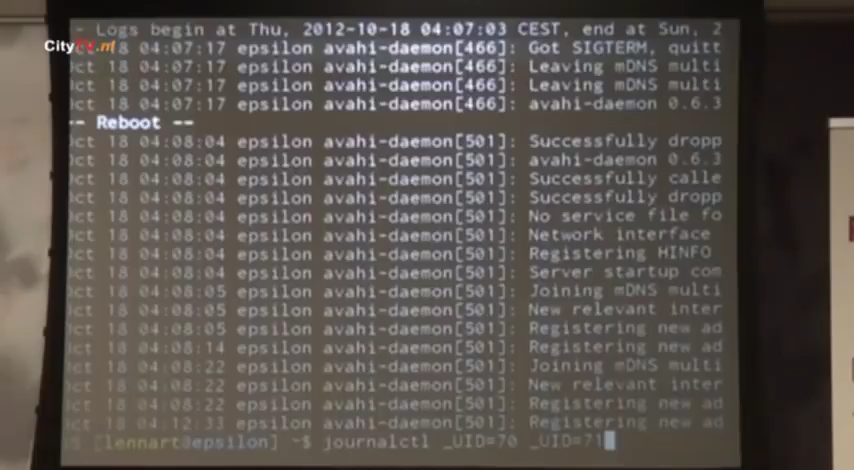 - Logs begin at Thu, 2012-10-18 04:07:03 CEST, end at Sun, 2
CityTV.nl
18 04:07:17 epsilon avahi-daemon[466]: Got SIGTERM, quitt
Oct 18 04:07:17 epsilon avahi-daemon[466]: Leaving mDNS multi
Oct 18 04:07:17 epsilon avahi-daemon[466]: Leaving mDNS multi
Oct 18 04:07:17 epsilon avahi-daemon[466]: avahi-daemon 0.6.3
-- Reboot --
Oct 18 04:08:04 epsilon avahi-daemon[501]: Successfully dropp
Oct 18 04:08:04 epsilon avahi-daemon[501]: avahi-daemon 0.6.3
Oct 18 04:08:04 epsilon avahi-daemon[501]: Successfully calle
Oct 18 04:08:04 epsilon avahi-daemon[501]: Successfully dropp
Oct 18 04:08:04 epsilon avahi-daemon[501]: No service file fo
Oct 18 04:08:04 epsilon avahi-daemon[501]: Network interface
Oct 18 04:08:04 epsilon avahi-daemon[501]: Registering HINFO
Oct 18 04:08:04 epsilon avahi-daemon[501]: Server startup com
Oct 18 04:08:05 epsilon avahi-daemon[501]: Joining mDNS multi
Oct 18 04:08:05 epsilon avahi-daemon[501]: New relevant inter
Oct 18 04:08:05 epsilon avahi-daemon[501]: Registering new ad
Oct 18 04:08:14 epsilon avahi-daemon[501]: Registering new ad
Oct 18 04:08:22 epsilon avahi-daemon[501]: Joining mDNS multi
Oct 18 04:08:22 epsilon avahi-daemon[501]: New relevant inter
Oct 18 04:08:22 epsilon avahi-daemon[501]: Registering new ad
Oct 18 04:12:33 epsilon avahi-daemon[501]: Registering new ad
[lennart@epsilon] ~$ journalctl _UID=70 _UID=71